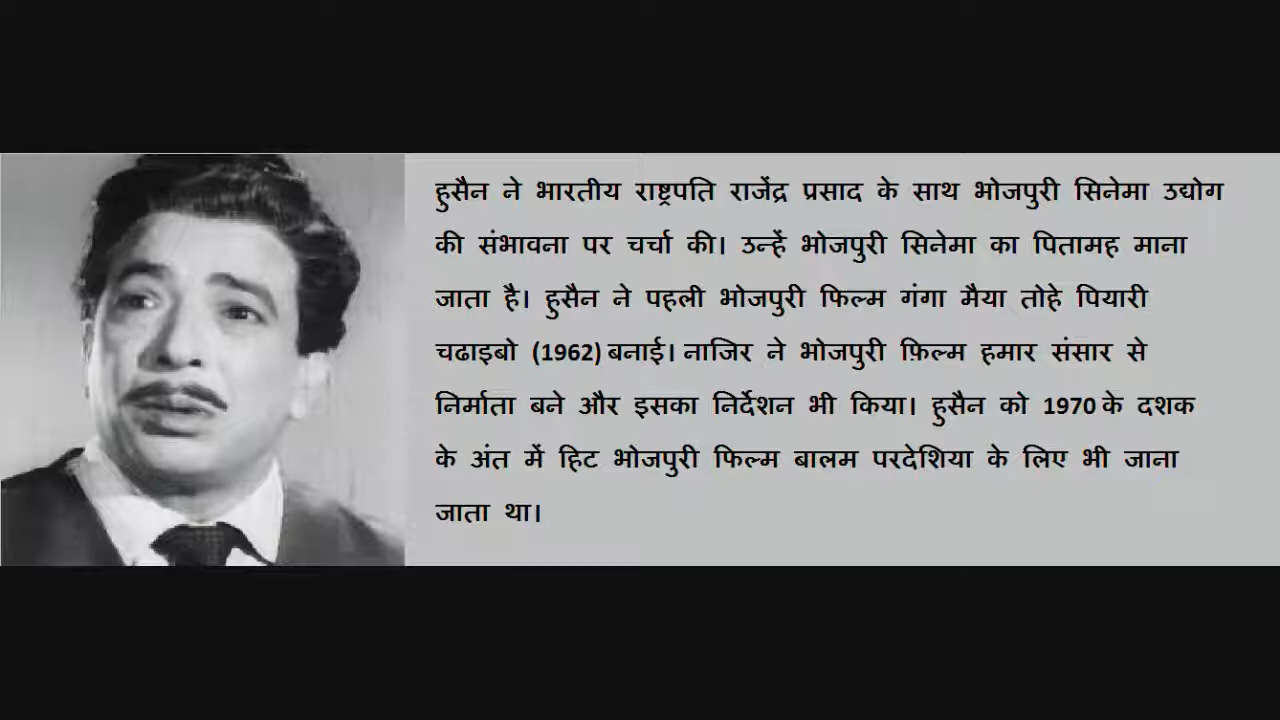 हुसैन ने भारतीय राष्ट्रपति राजेंद्र प्रसाद के साथ भोजपुरी सिनेमा उद्योग
की संभावना पर चर्चा की। उन्हें भोजपुरी सिनेमा का पितामह माना
जाता है। हुसैन ने पहली भोजपुरी फिल्म गंगा मैया तोहे पियारी
चढाइबो (1962) बनाई। नाजिर ने भोजपुरी फ़िल्म हमार संसार से
निर्माता बने और इसका निर्देशन भी किया। हुसैन को 1970 के दशक
के अंत में हिट भोजपुरी फिल्म बालम परदेशिया के लिए भी जाना
जाता था।